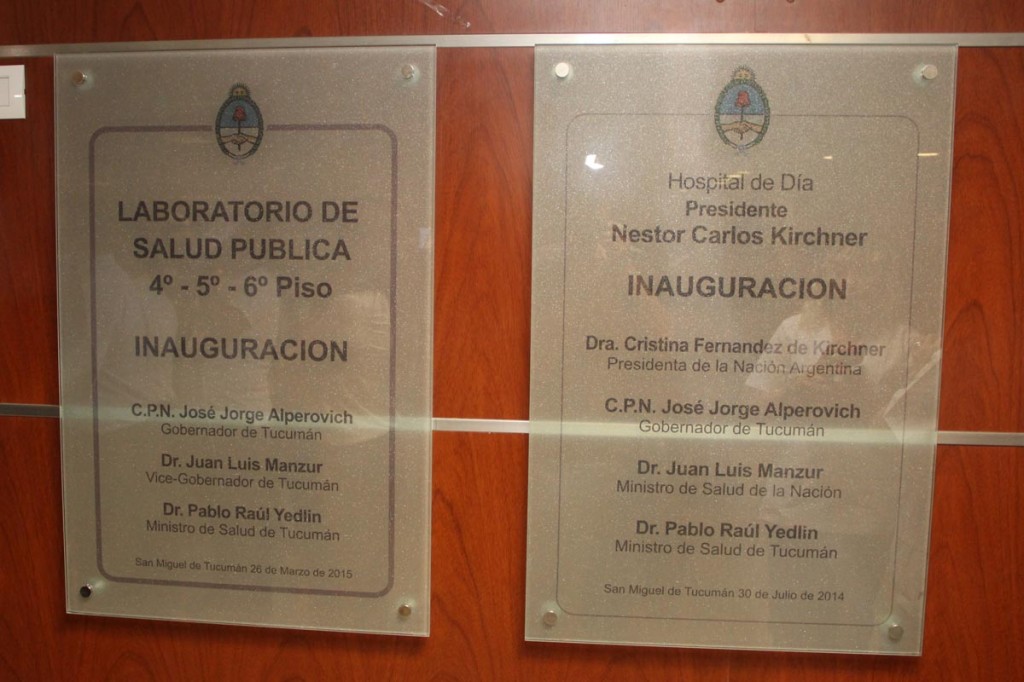 LABORATORIO DE
SALUD PUBLICA
4º - 5º - 6º Piso
INAUGURACION
C.P.N. José Jorge Alperovich
Gobernador de Tucumán
Dr. Juan Luis Manzur
Vice-Gobernador de Tucumán
Dr. Pablo Raúl Yedlin
Ministro de Salud de Tucumán
San Miguel de Tucumán 26 de Marzo de 2015
Hospital de Día
Presidente
Nestor Carlos Kirchner
INAUGURACION
Dra. Cristina Fernandez de Kirchner
Presidenta de la Nación Argentina
C.P.N. José Jorge Alperovich
Gobernador de Tucumán
Dr. Juan Luis Manzur
Ministro de Salud de la Nación
Dr. Pablo Raúl Yedlin
Ministro de Salud de Tucumán
San Miguel de Tucumán 30 de Julio de 2014